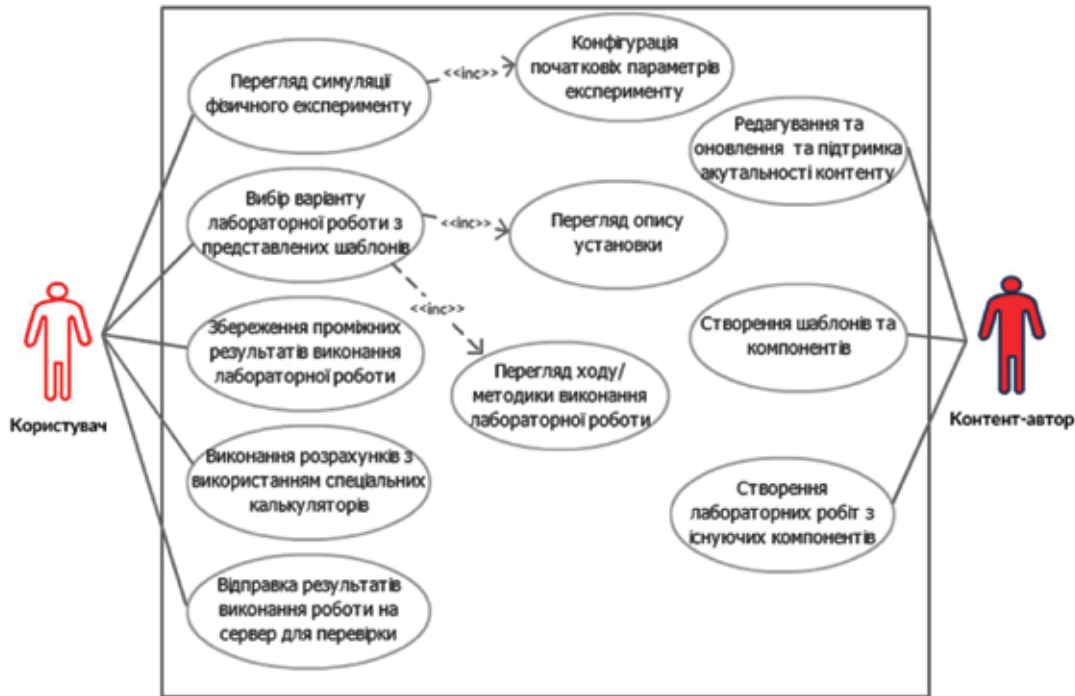 Перегляд симуляції
фізичного експерименту
<<inc>>
Конфігурація
початковіх параметрів
експерименту
Редагування та
оновлення та підтримка
акутальності контенту
Вибір варіанту
лабораторної роботи з
представлених шаблонів
<<inc>>
Перегляд опису
установки
<<inc>>
Збереження проміжних
результатів виконання
лабораторної роботи
Створення шаблонів та
компонентів
Перегляд ходу/
методики виконання
лабораторної роботи
Користувач
Контент-автор
Виконання розрахунків з
використанням спеціальних
калькуляторів
Створення
лабораторних робіт з
існуючих компонентів
Відправка результатів
виконання роботи на
сервер для перевірки